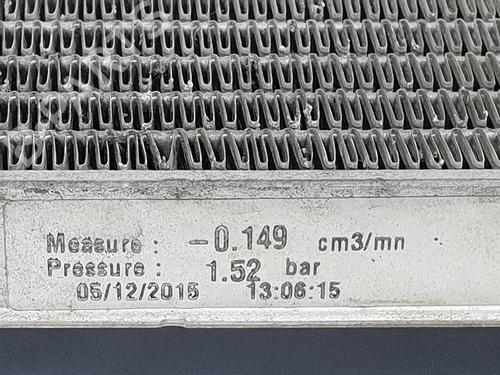 Measure : -0.149 cm3/mn
Pressure : 1.52 bar
05/12/2015 13:06:15